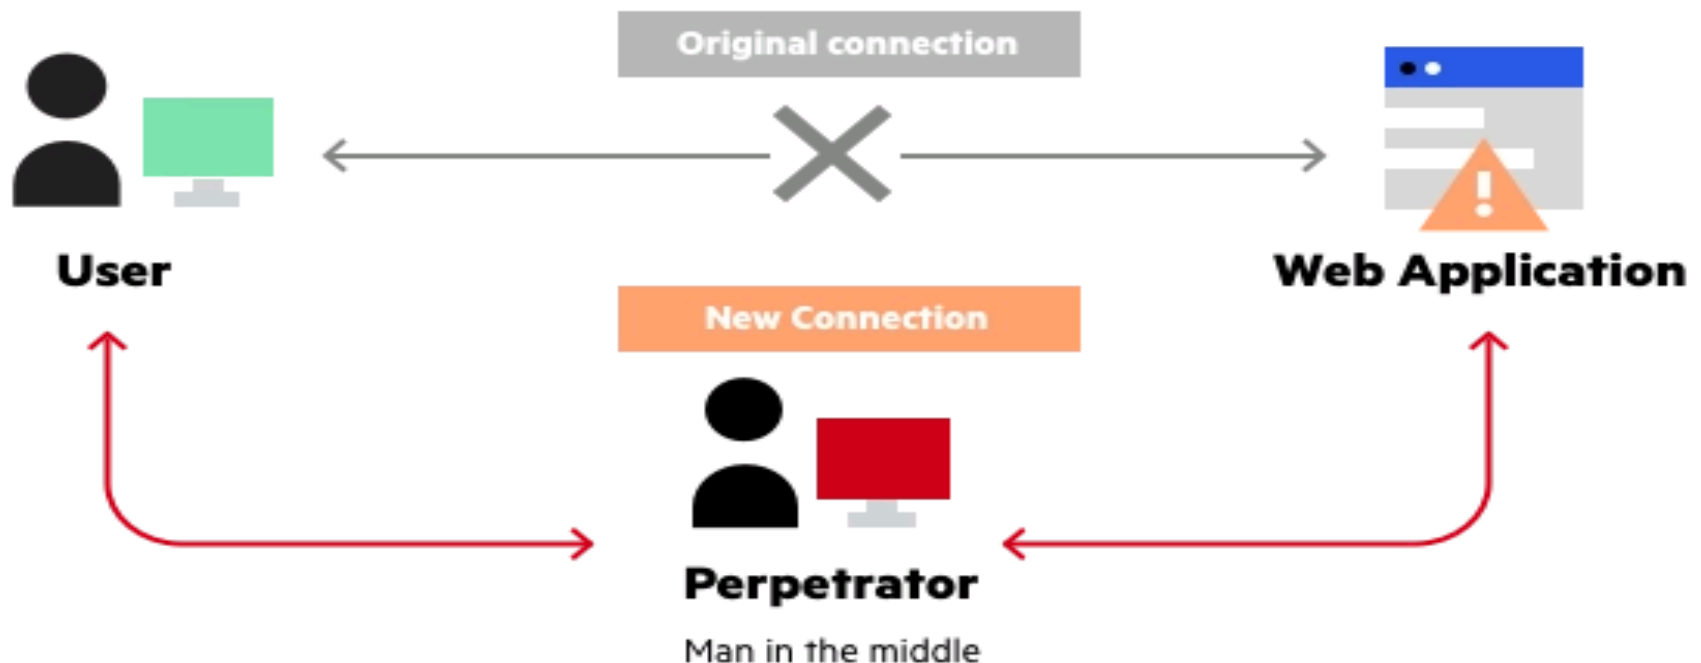 Original connection
User
Web Application
New Connection
Perpetrator
Man in the middle